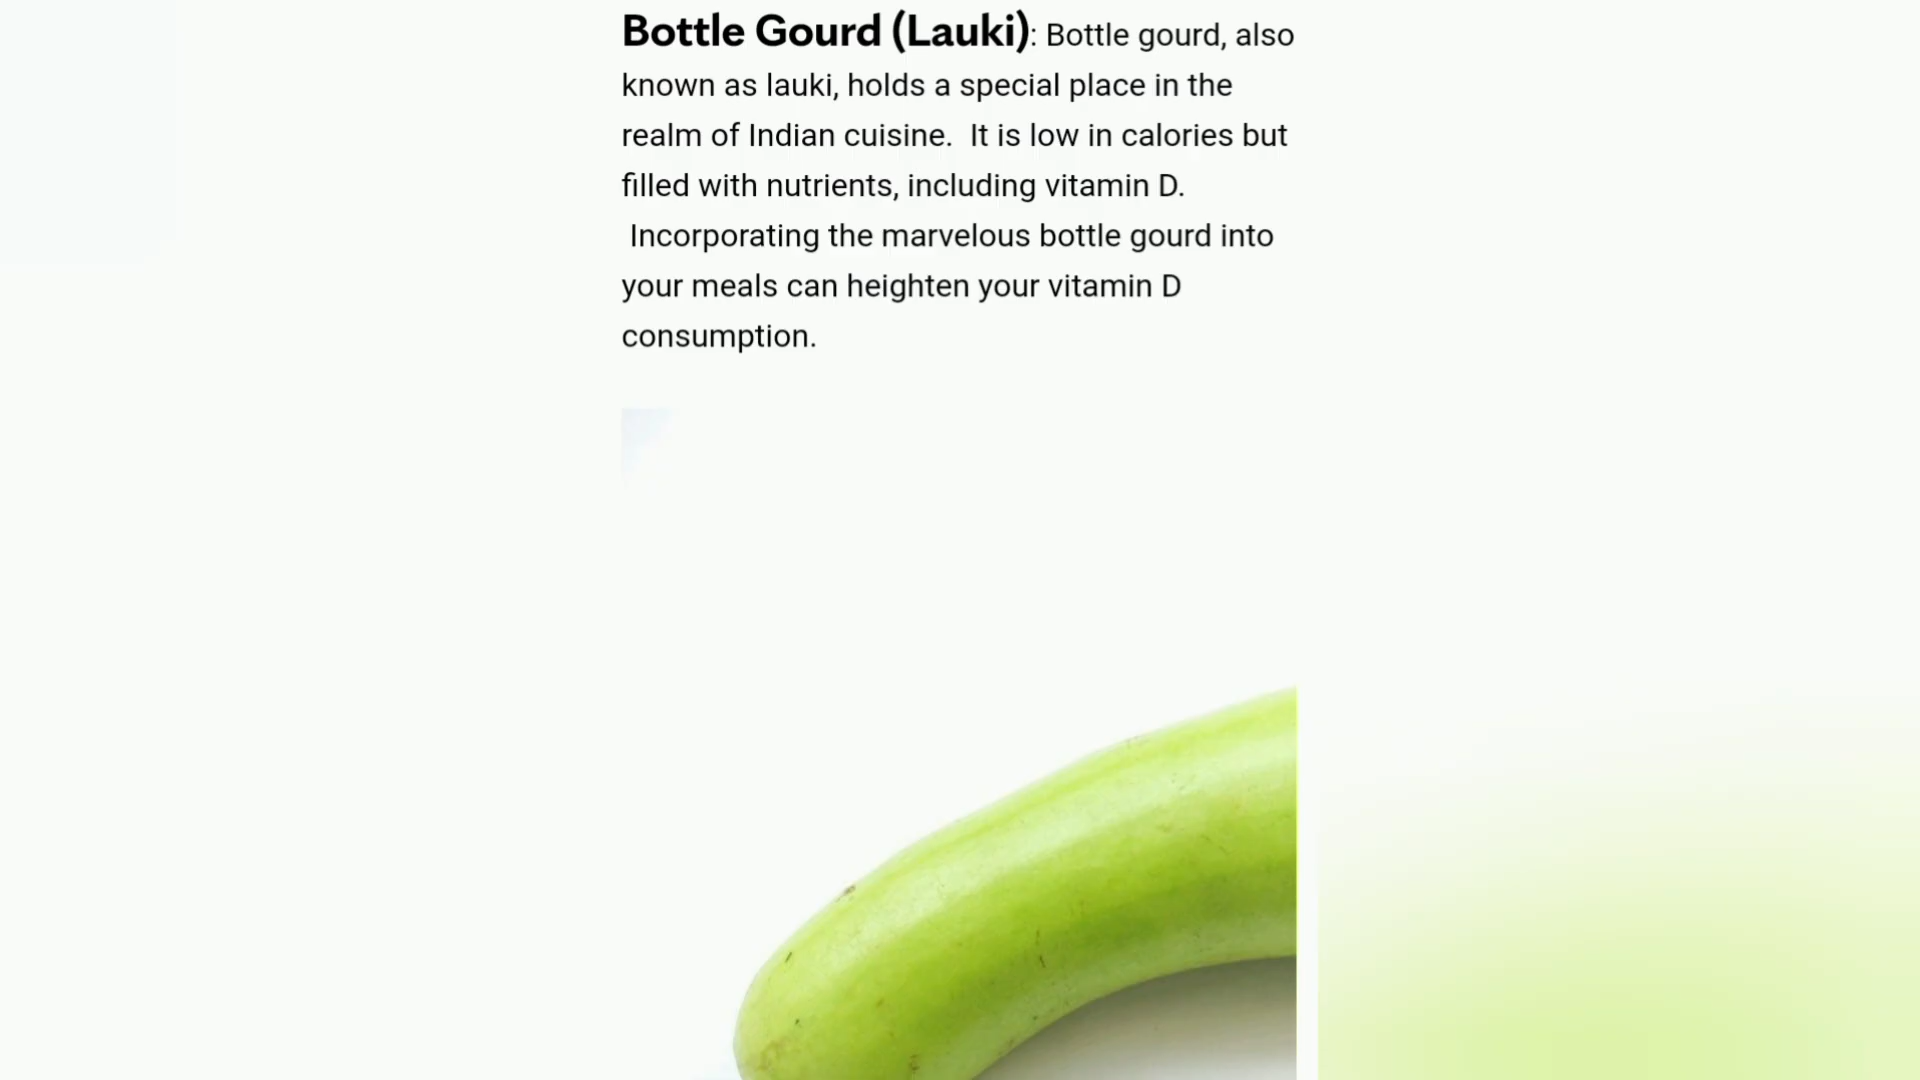 Bottle Gourd (Lauki): Bottle gourd, also
known as lauki, holds a special place in the
realm of Indian cuisine.  It is low in calories but
filled with nutrients, including vitamin D.
 Incorporating the marvelous bottle gourd into
your meals can heighten your vitamin D
consumption.